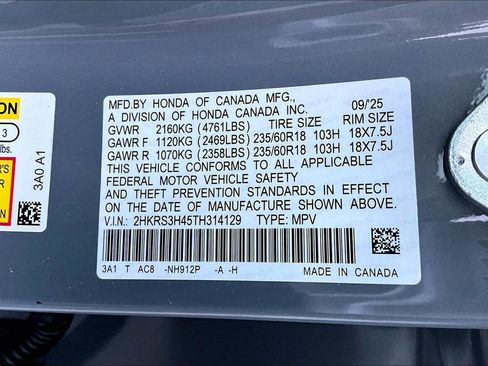 MFD.BY HONDA OF CANADA MFG.,
A DIVISION OF HONDA CANADA INC. 09/25
GVWR 2160KG (4761LBS) TIRE SIZE RIM SIZE
GAWR F 1120KG (2469LBS) 235/60R18 103H 18X7.5J
GAWR R 1070KG (2358LBS) 235/60R18 103H 18X7.5J
THIS VEHICLE CONFORMS TO ALL APPLICABLE
FEDERAL MOTOR VEHICLE SAFETY
AND THEFT PREVENTION STANDARDS IN EFFECT
ON THE DATE OF MANUFACTURE SHOWN ABOVE.
V.I.N.: 2HKRS3H45TH314129 TYPE: MPV
3A1 T AC8 -NH912P -A -H
MADE IN CANADA
3
lbs.
3A0 A1